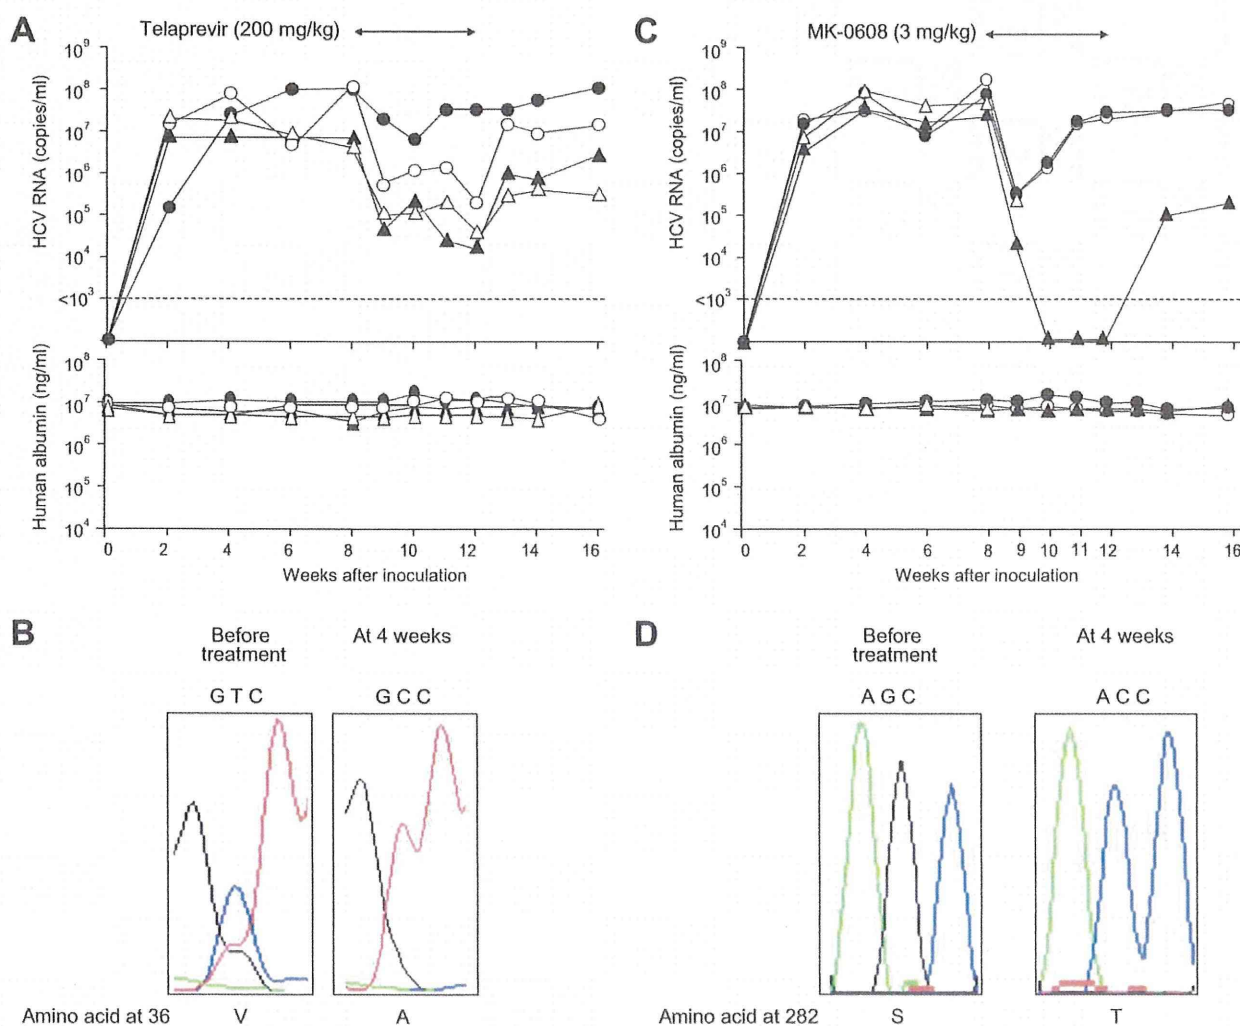 A
Telaprevir (200 mg/kg)
HCV RNA (copies/ml)
10⁹
10⁸
10⁷
10⁶
10⁵
10⁴
<10³
Human albumin (ng/ml)
10⁸
10⁷
10⁶
10⁵
10⁴
0 2 4 6 8 10 12 14 16
Weeks after inoculation
C
MK-0608 (3 mg/kg)
HCV RNA (copies/ml)
10⁹
10⁸
10⁷
10⁶
10⁵
10⁴
<10³
Human albumin (ng/ml)
10⁸
10⁷
10⁶
10⁵
10⁴
0 2 4 6 8 9 10 11 12 14 16
Weeks after inoculation
B
Before
treatment
At 4 weeks
G T C
G C C
Amino acid at 36 V A
D
Before
treatment
At 4 weeks
A G C
A C C
Amino acid at 282 S T